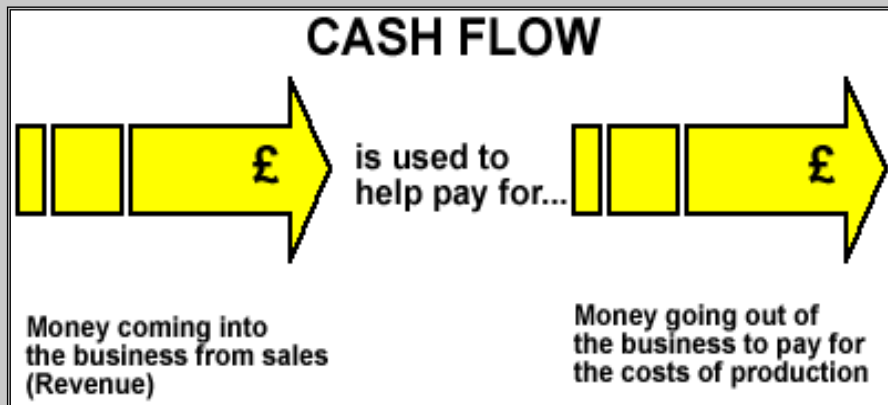 CASH FLOW
£
is used to
help pay for...
£
Money coming into
the business from sales
(Revenue)
Money going out of
the business to pay for
the costs of production